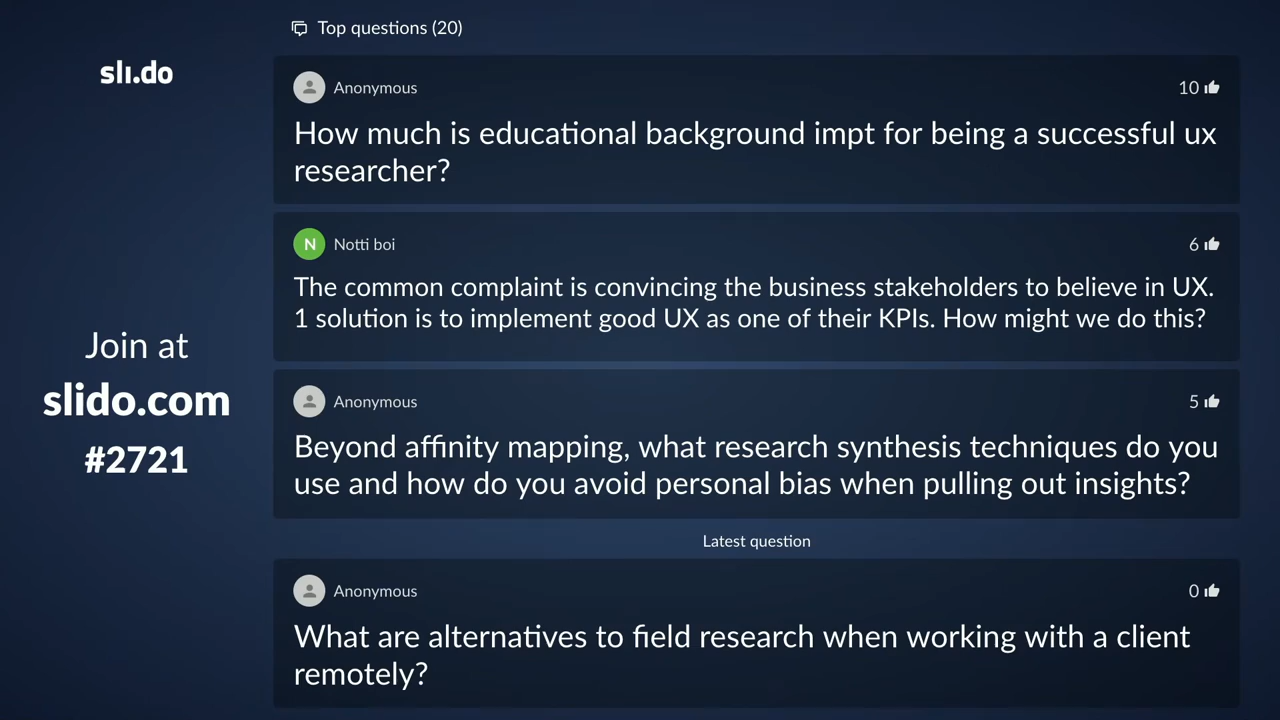 Top questions (20)
sli.do
Anonymous
10
How much is educational background impt for being a successful ux
researcher?
N
Notti boi
6
The common complaint is convincing the business stakeholders to believe in UX.
1 solution is to implement good UX as one of their KPIs. How might we do this?
Join at
slido.com
#2721
Anonymous
5
Beyond affinity mapping, what research synthesis techniques do you
use and how do you avoid personal bias when pulling out insights?
Latest question
Anonymous
0
What are alternatives to field research when working with a client
remotely?